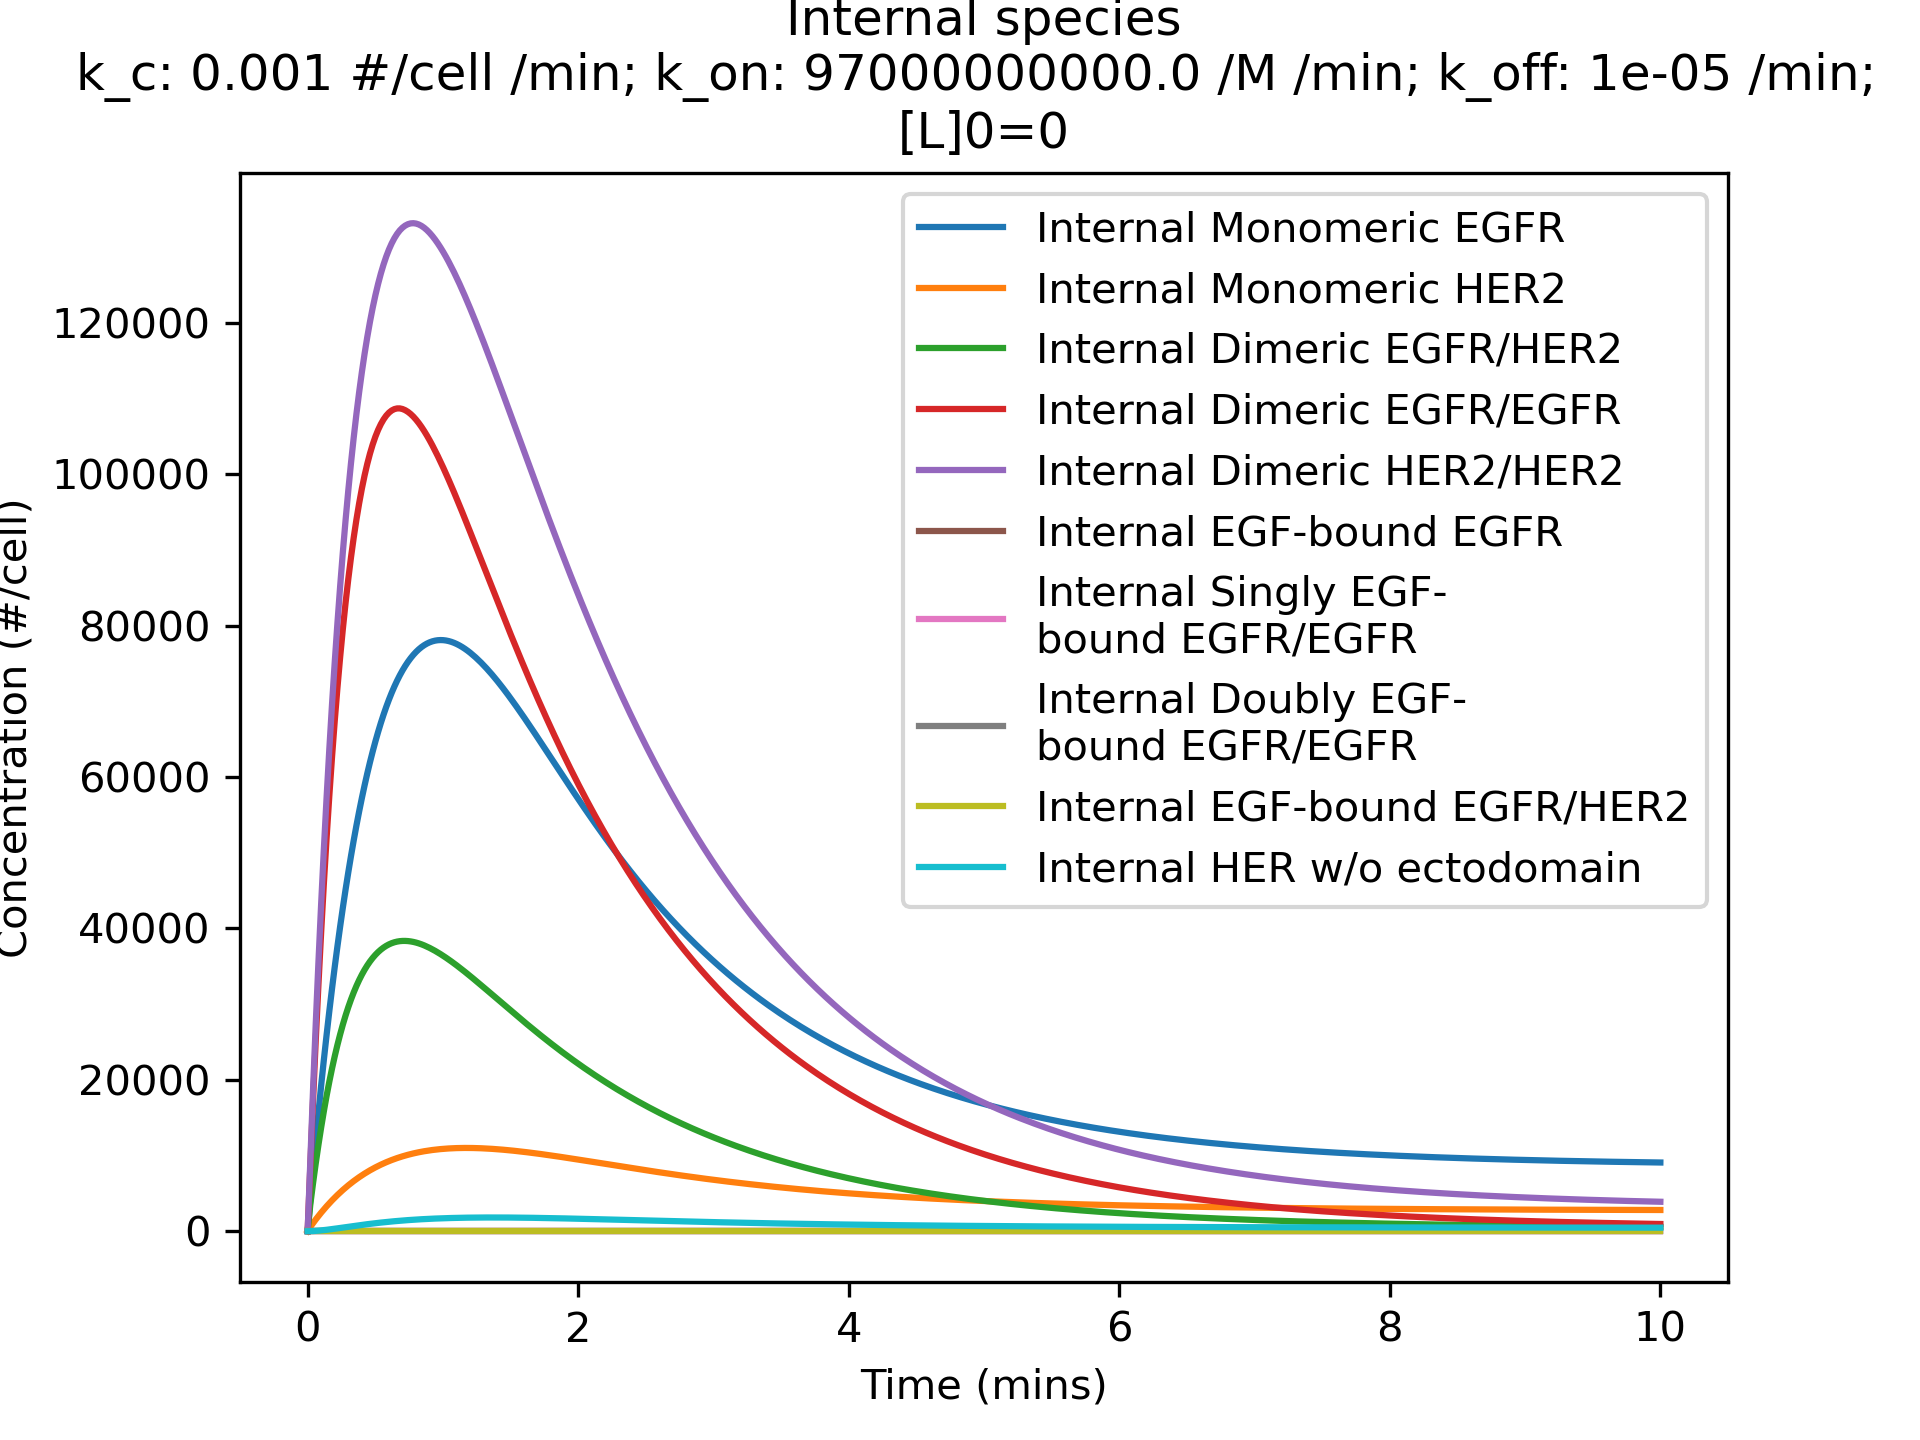 Internal species
k_c: 0.001 #/cell /min; k_on: 97000000000.0 /M /min; k_off: 1e-05 /min;
[L]0=0
Internal Monomeric EGFR
Internal Monomeric HER2
Internal Dimeric EGFR/HER2
Internal Dimeric EGFR/EGFR
Internal Dimeric HER2/HER2
Internal EGF-bound EGFR
Internal Singly EGF-
bound EGFR/EGFR
Internal Doubly EGF-
bound EGFR/EGFR
Internal EGF-bound EGFR/HER2
Internal HER w/o ectodomain
Concentration (#/cell)
120000
100000
80000
60000
40000
20000
0
0 2 4 6 8 10
Time (mins)